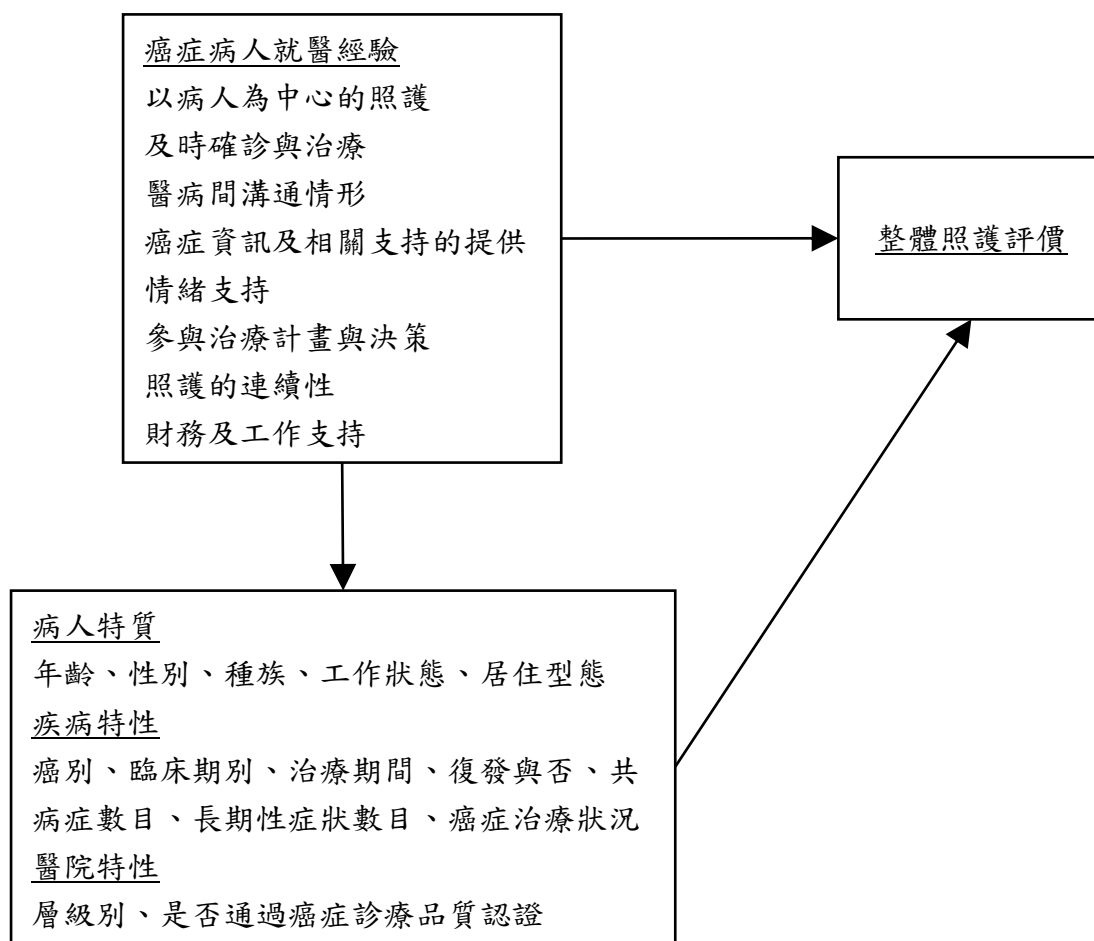 癌症病人就醫經驗
以病人為中心的照護
及時確診與治療
醫病間溝通情形
癌症資訊及相關支持的提供
情緒支持
參與治療計畫與決策
照護的連續性
財務及工作支持
整體照護評價
病人特質
年齡、性別、種族、工作狀態、居住型態
疾病特性
癌別、臨床期別、治療期間、復發與否、共
病症數目、長期性症狀數目、癌症治療狀況
醫院特性
層級別、是否通過癌症診療品質認證